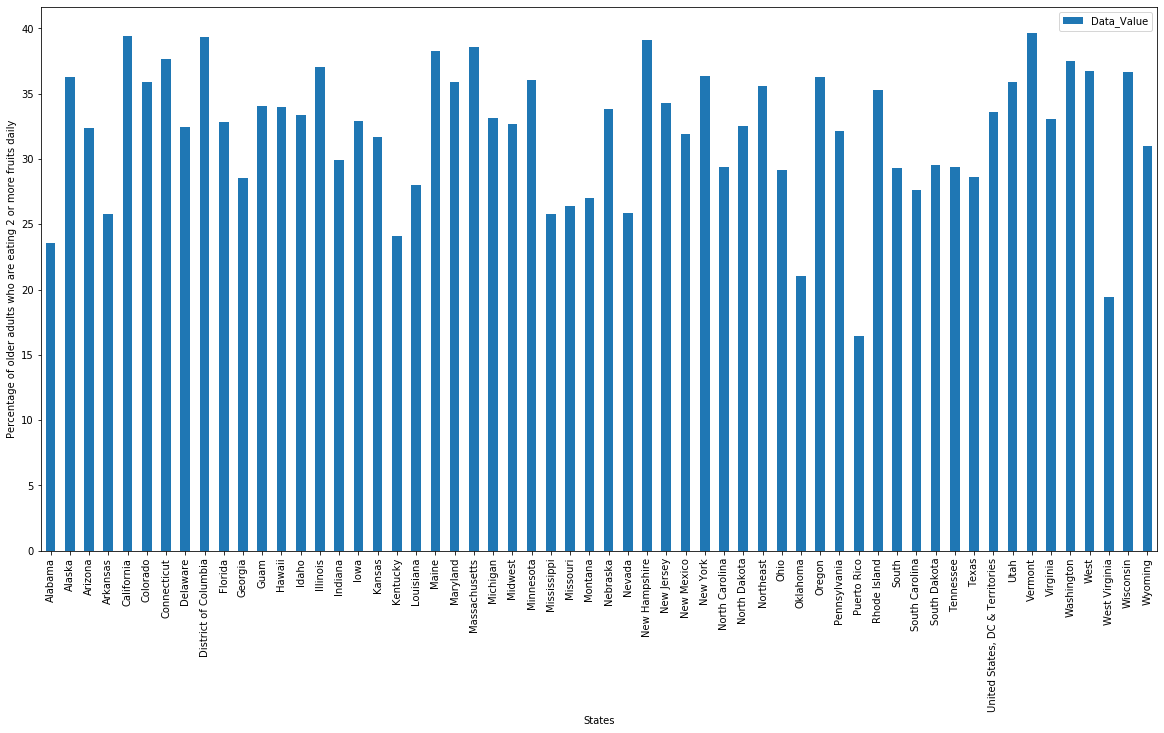 Data_Value
Percentage of older adults who are eating 2 or more fruits daily
40
35
30
25
20
15
10
5
0
Alabama
Alaska
Arizona
Arkansas
California
Colorado
Connecticut
Delaware
District of Columbia
Florida
Georgia
Guam
Hawaii
Idaho
Illinois
Indiana
Iowa
Kansas
Kentucky
Louisiana
Maine
Maryland
Massachusetts
Michigan
Midwest
Minnesota
Mississippi
Missouri
Montana
Nebraska
Nevada
New Hampshire
New Jersey
New Mexico
New York
North Carolina
North Dakota
Northeast
Ohio
Oklahoma
Oregon
Pennsylvania
Puerto Rico
Rhode Island
South
South Carolina
South Dakota
Tennessee
Texas
United States, DC & Territories
Utah
Vermont
Virginia
Washington
West
West Virginia
Wisconsin
Wyoming
States